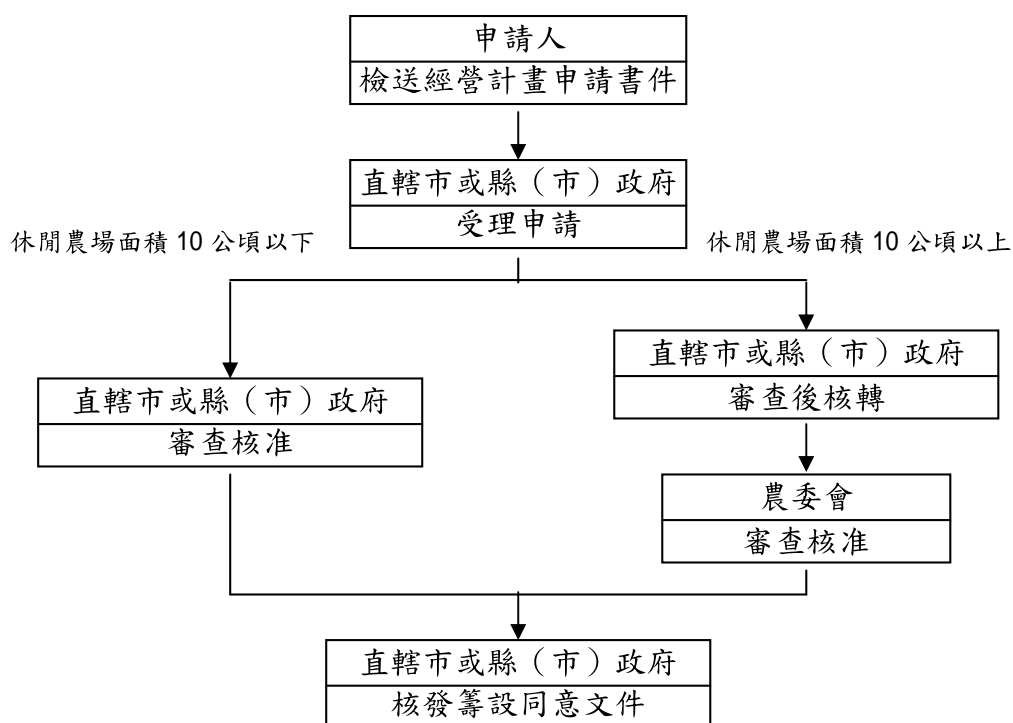 申請人
檢送經營計畫申請書件
直轄市或縣（市）政府
受理申請
休閒農場面積 10 公頃以下
休閒農場面積 10 公頃以上
直轄市或縣（市）政府
審查核准
直轄市或縣（市）政府
審查後核轉
農委會
審查核准
直轄市或縣（市）政府
核發籌設同意文件